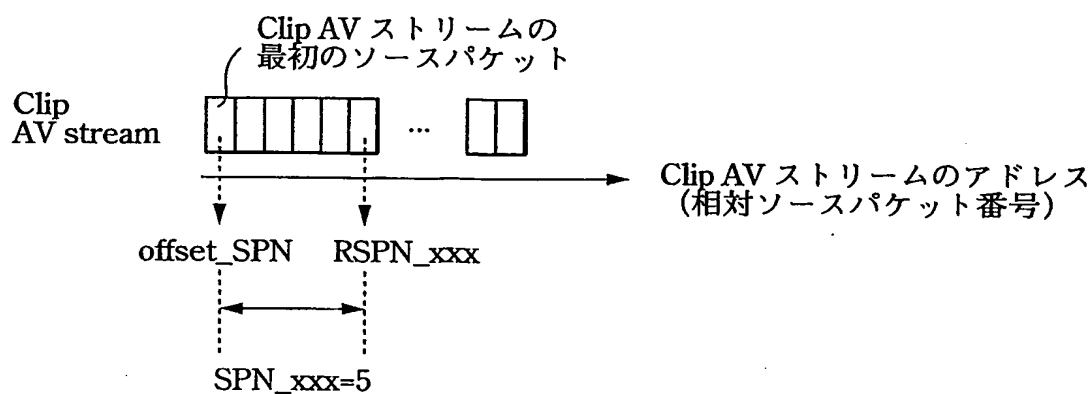 Clip AV ストリームの
最初のソースパケット
Clip
AV stream
...
Clip AV ストリームのアドレス
(相対ソースパケット番号)
offset_SPN RSPN_xxx
SPN_xxx=5